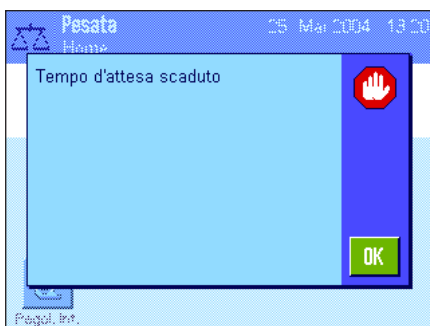 Pesata 25 Mar 2004 13:20
Home
Tempo d'attesa scaduto
OK
Regol. Int.